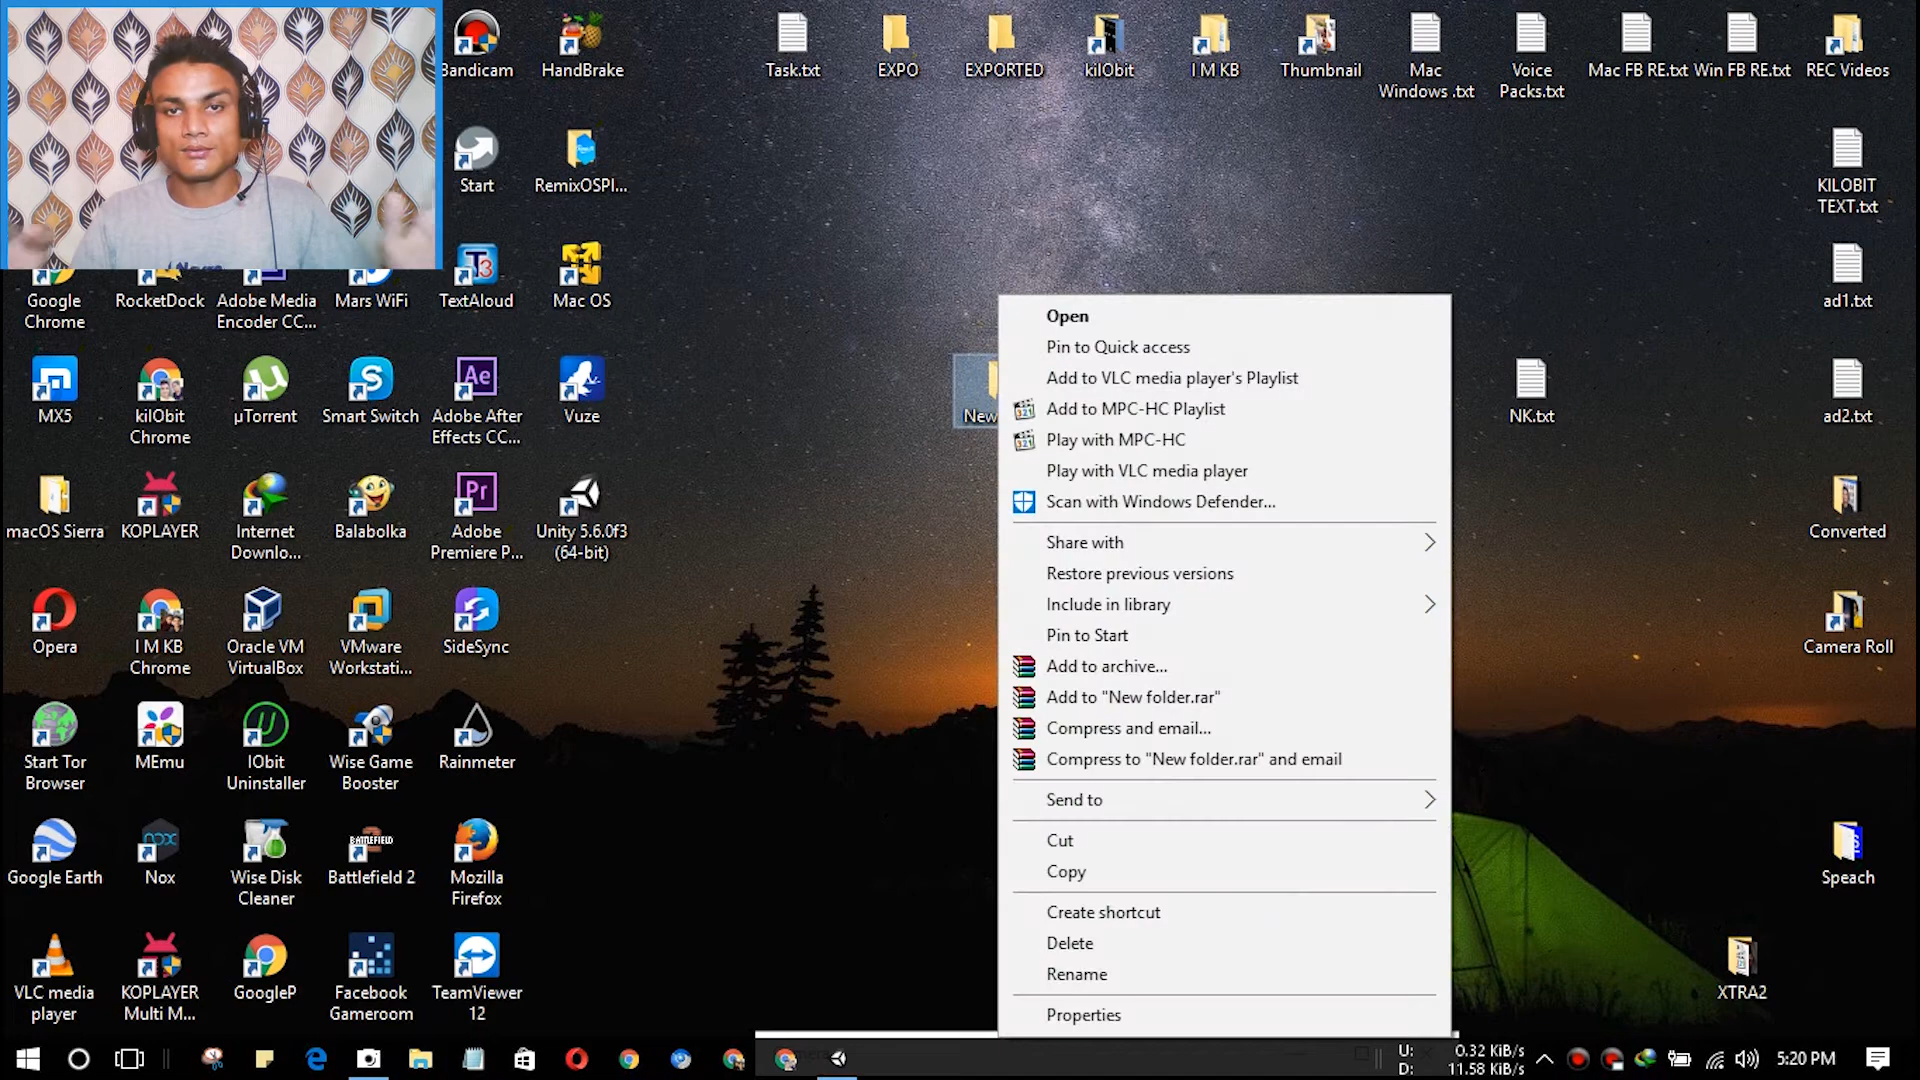 Bandicam
HandBrake
Task.txt
EXPO
EXPORTED
kilObit
I M KB
Thumbnail
Mac
Windows .txt
Voice
Packs.txt
Mac FB RE.txt
Win FB RE.txt
REC Videos
Start
RemixOSPl...
KILOBIT
TEXT.txt
Google
Chrome
RocketDock
Adobe Media
Encoder CC...
Mars WiFi
TextAloud
Mac OS
ad1.txt
MX5
kilObit
Chrome
µTorrent
Smart Switch
Adobe After
Effects CC...
Vuze
New
NK.txt
ad2.txt
macOS Sierra
KOPLAYER
Internet
Downlo...
Balabolka
Adobe
Premiere P...
Unity 5.6.0f3
(64-bit)
Converted
Opera
I M KB
Chrome
Oracle VM
VirtualBox
VMware
Workstati...
SideSync
Camera Roll
Start Tor
Browser
MEmu
IObit
Uninstaller
Wise Game
Booster
Rainmeter
Google Earth
Nox
Wise Disk
Cleaner
Battlefield 2
Mozilla
Firefox
Speach
VLC media
player
KOPLAYER
Multi M...
GoogleP
Facebook
Gameroom
TeamViewer
12
XTRA2
Open
Pin to Quick access
Add to VLC media player's Playlist
Add to MPC-HC Playlist
Play with MPC-HC
Play with VLC media player
Scan with Windows Defender...
Share with
Restore previous versions
Include in library
Pin to Start
Add to archive...
Add to "New folder.rar"
Compress and email...
Compress to "New folder.rar" and email
Send to
Cut
Copy
Create shortcut
Delete
Rename
Properties
U: 0.32 KiB/s
D: 11.58 KiB/s
5:20 PM